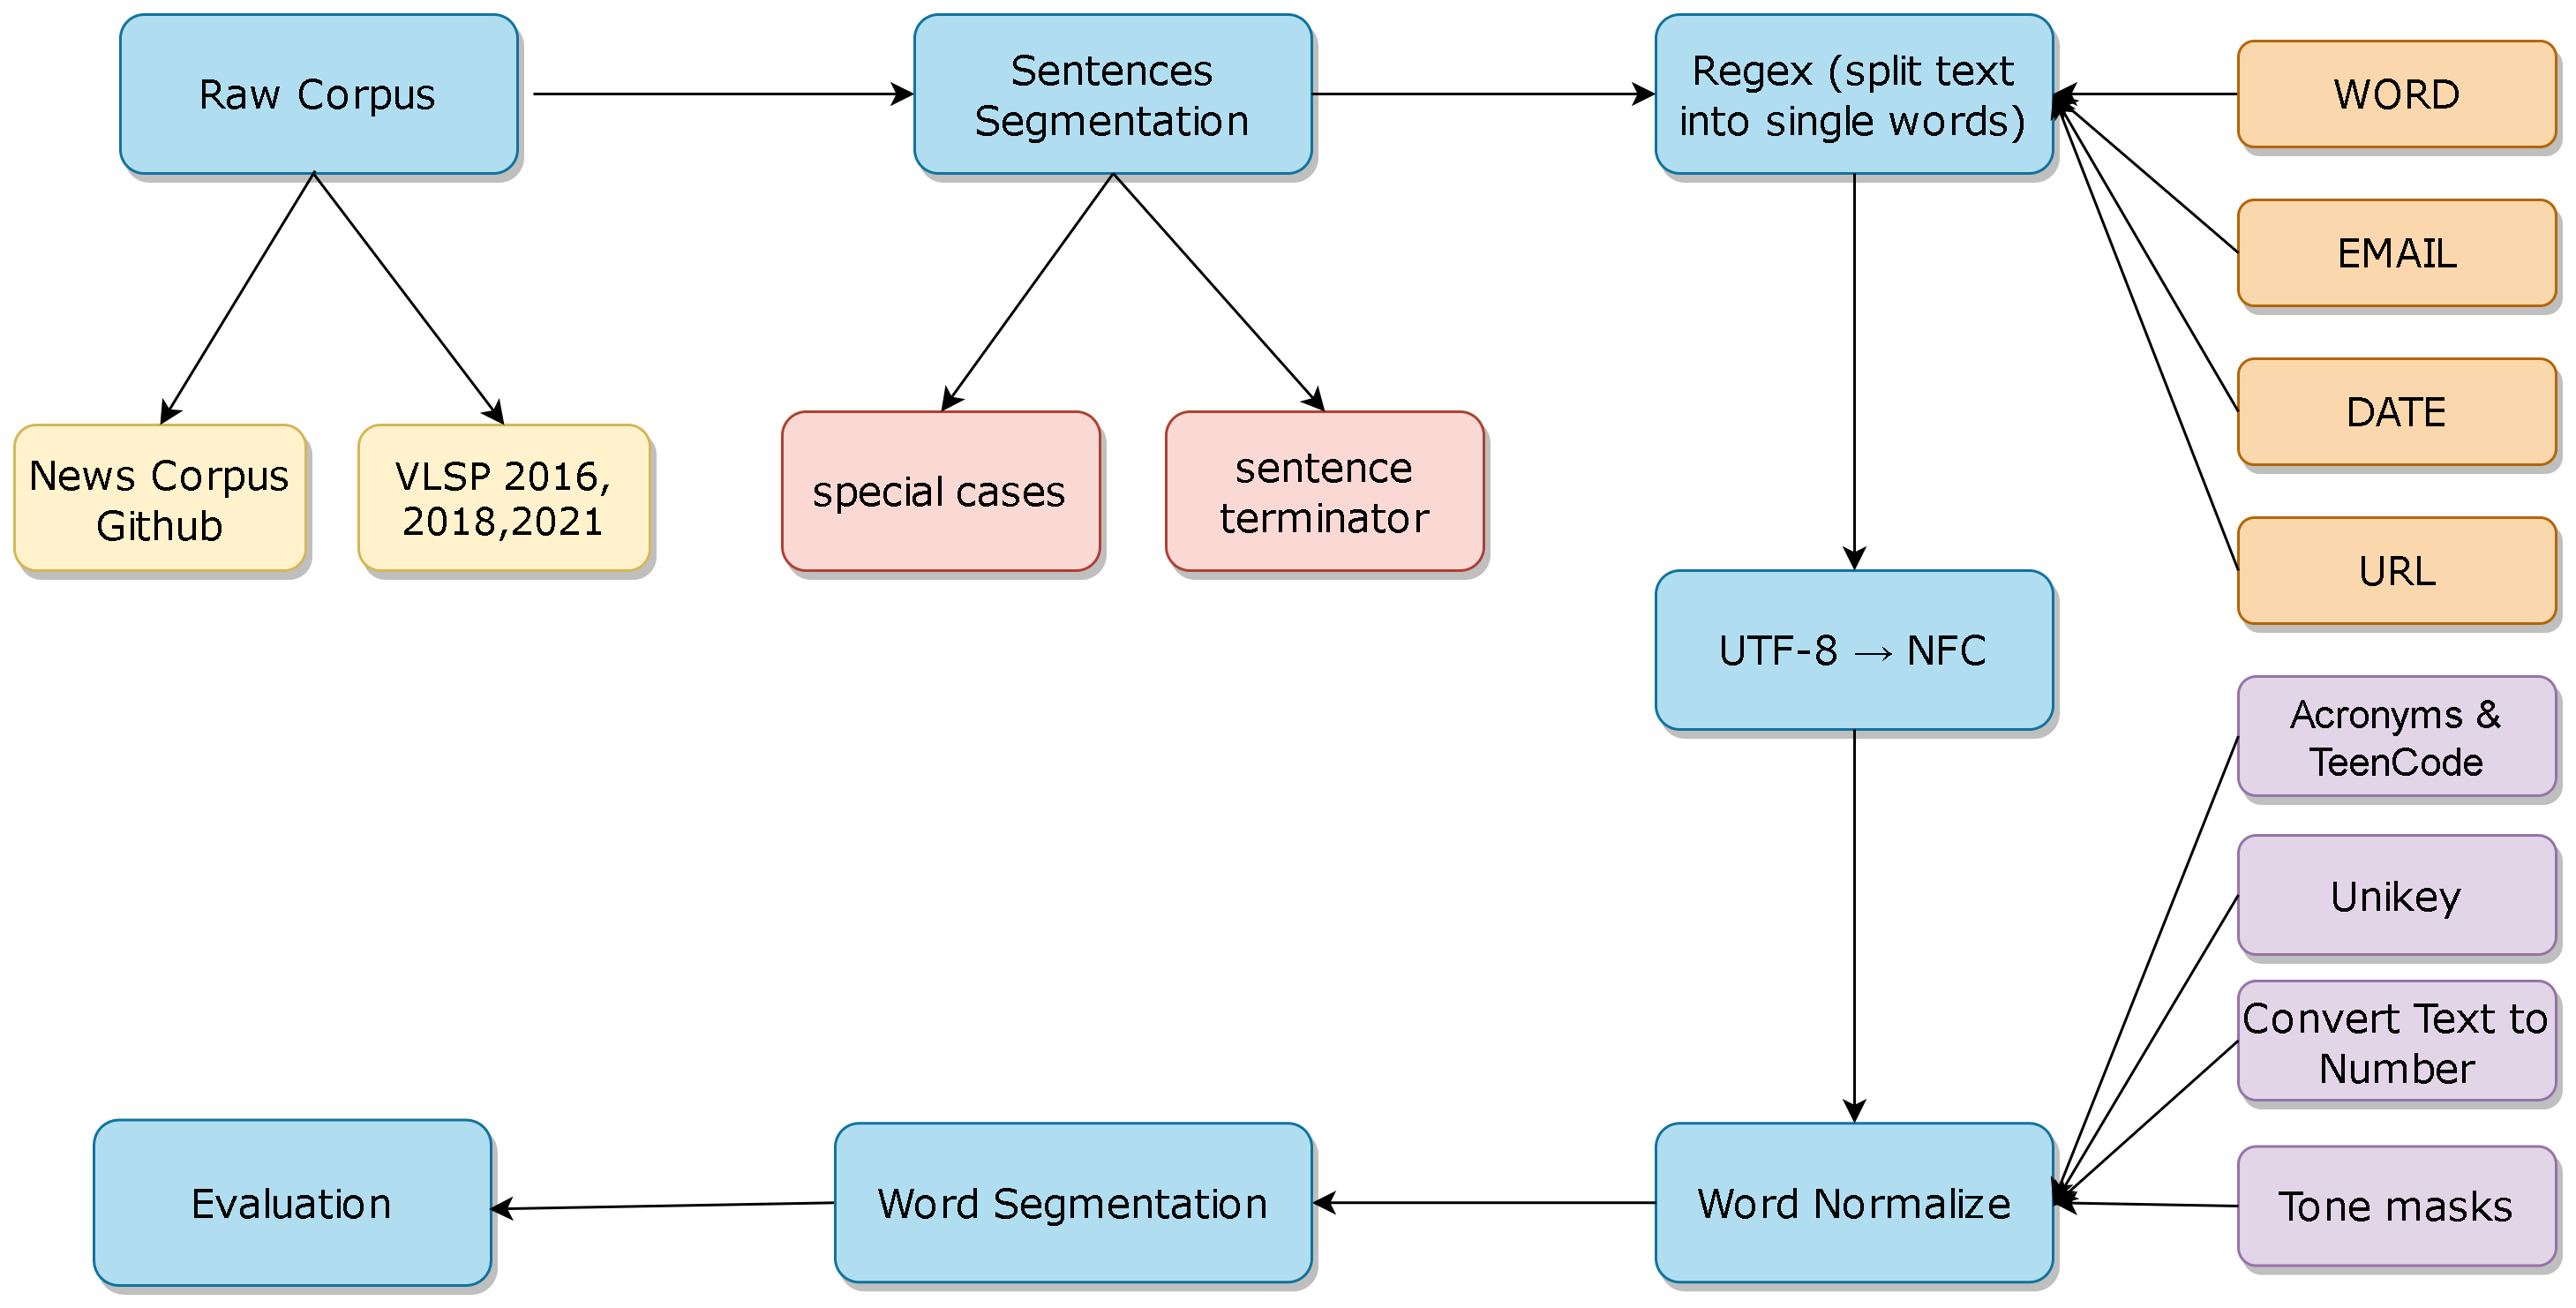 Raw Corpus
Sentences
Segmentation
Regex (split text
into single words)
WORD
EMAIL
DATE
URL
News Corpus
Github
VLSP 2016,
2018,2021
special cases
sentence
terminator
UTF-8 → NFC
Acronyms &
TeenCode
Unikey
Convert Text to
Number
Tone masks
Evaluation
Word Segmentation
Word Normalize